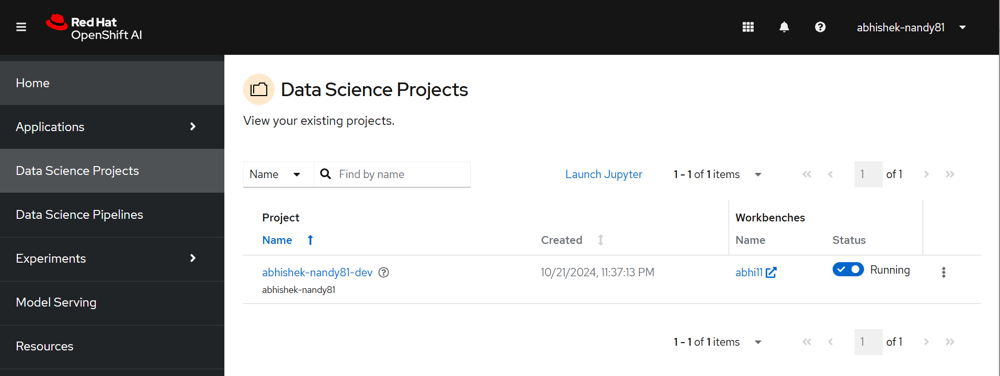 Red Hat
OpenShift AI
abhishek-nandy81
Home
Applications
Data Science Projects
Data Science Pipelines
Experiments
Model Serving
Resources
Data Science Projects
View your existing projects.
Name Find by name Launch Jupyter 1 - 1 of 1 items 1 of 1
Project Workbenches
Name Created Name Status
abhishek-nandy81-dev 10/21/2024, 11:37:13 PM abhi11 Running
abhishek-nandy81
1 - 1 of 1 items 1 of 1